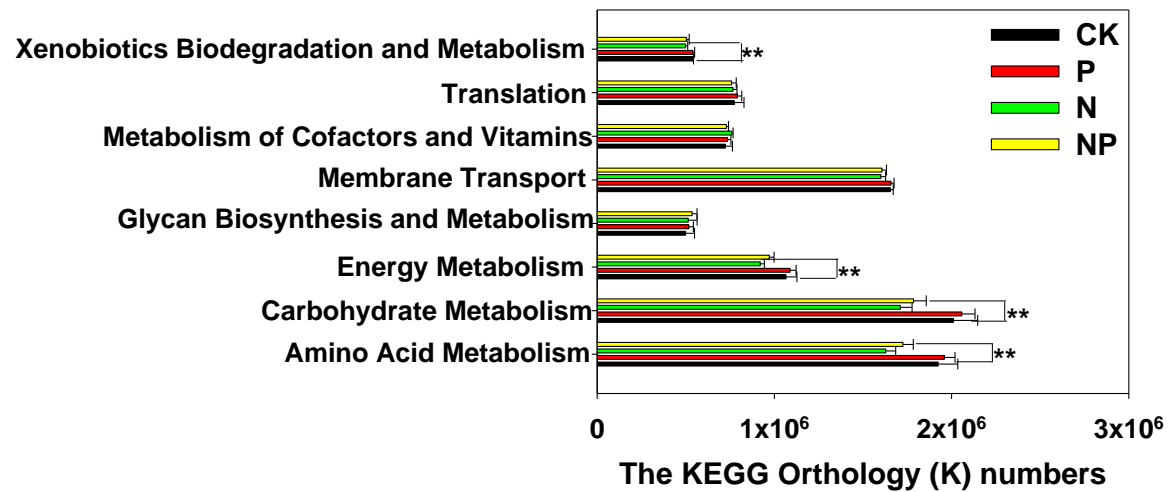 Xenobiotics Biodegradation and Metabolism
**
Translation
Metabolism of Cofactors and Vitamins
Membrane Transport
Glycan Biosynthesis and Metabolism
Energy Metabolism
**
Carbohydrate Metabolism
**
Amino Acid Metabolism
**
CK
P
N
NP
0 1x10⁶ 2x10⁶ 3x10⁶
The KEGG Orthology (K) numbers